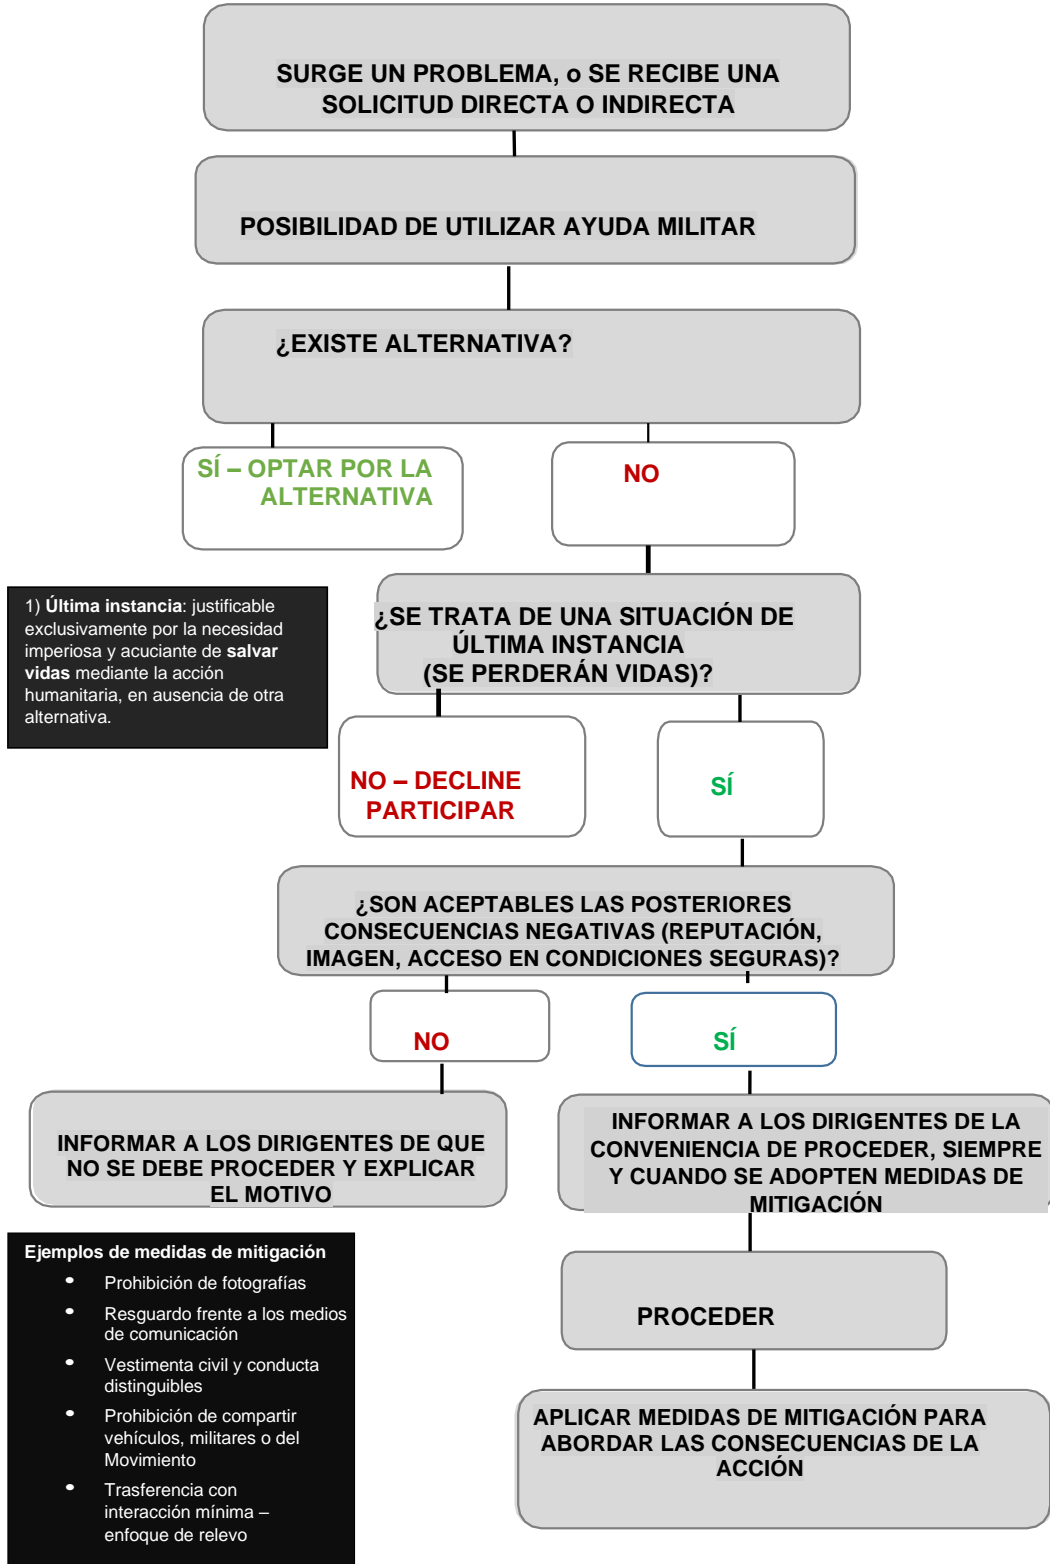 SURGE UN PROBLEMA, o SE RECIBE UNA
SOLICITUD DIRECTA O INDIRECTA
POSIBILIDAD DE UTILIZAR AYUDA MILITAR
¿EXISTE ALTERNATIVA?
SÍ – OPTAR POR LA
ALTERNATIVA
NO
1) Última instancia: justificable
exclusivamente por la necesidad
imperiosa y acuciante de salvar
vidas mediante la acción
humanitaria, en ausencia de otra
alternativa.
¿SE TRATA DE UNA SITUACIÓN DE
ÚLTIMA INSTANCIA
(SE PERDERÁN VIDAS)?
NO – DECLINE
PARTICIPAR
SÍ
¿SON ACEPTABLES LAS POSTERIORES
CONSECUENCIAS NEGATIVAS (REPUTACIÓN,
IMAGEN, ACCESO EN CONDICIONES SEGURAS)?
NO
SÍ
INFORMAR A LOS DIRIGENTES DE QUE
NO SE DEBE PROCEDER Y EXPLICAR
EL MOTIVO
INFORMAR A LOS DIRIGENTES DE LA
CONVENIENCIA DE PROCEDER, SIEMPRE
Y CUANDO SE ADOPTEN MEDIDAS DE
MITIGACIÓN
Ejemplos de medidas de mitigación
• Prohibición de fotografías
• Resguardo frente a los medios
de comunicación
• Vestimenta civil y conducta
distinguibles
• Prohibición de compartir
vehículos, militares o del
Movimiento
• Trasferencia con
interacción mínima –
enfoque de relevo
PROCEDER
APLICAR MEDIDAS DE MITIGACIÓN PARA
ABORDAR LAS CONSECUENCIAS DE LA
ACCIÓN